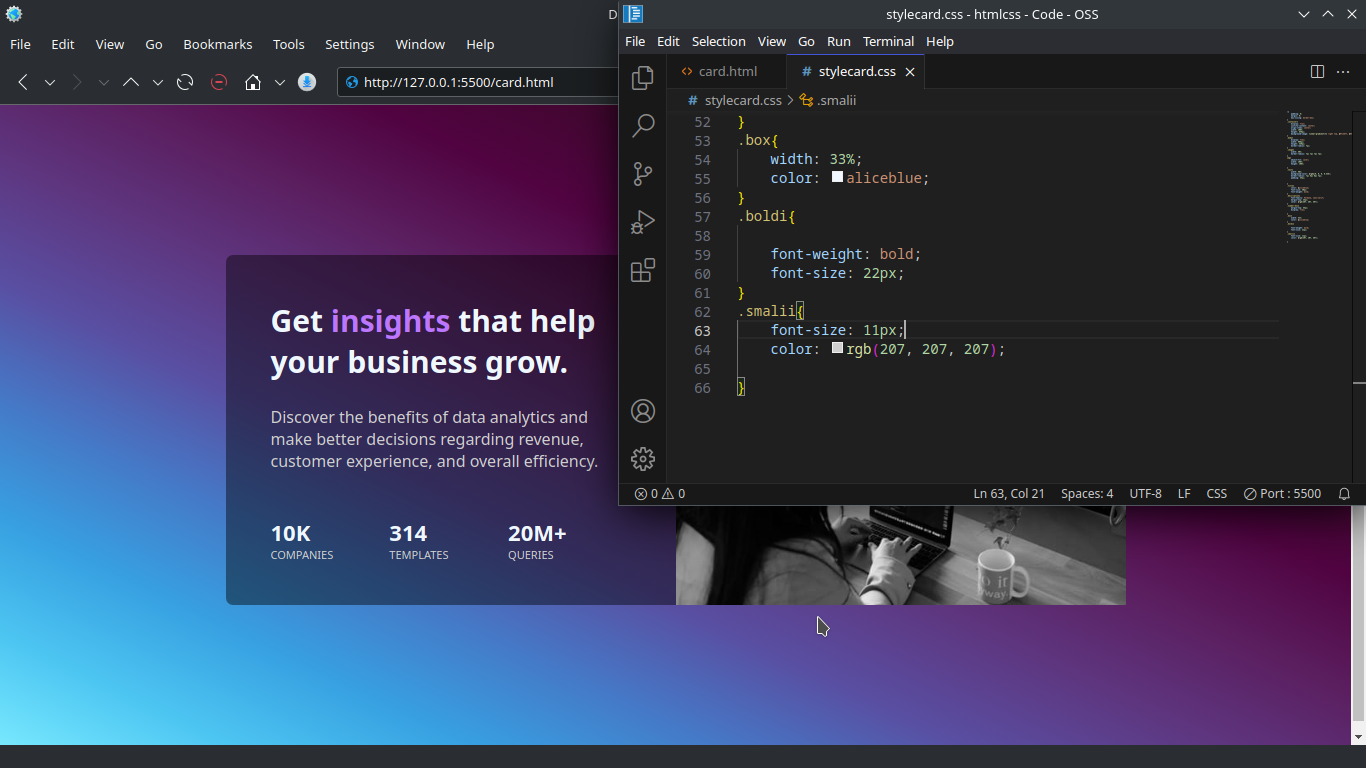 D
File Edit View Go Bookmarks Tools Settings Window Help
http://127.0.0.1:5500/card.html
Get insights that help
your business grow.
Discover the benefits of data analytics and
make better decisions regarding revenue,
customer experience, and overall efficiency.
10K 314 20M+
COMPANIES TEMPLATES QUERIES
stylecard.css - htmlcss - Code - OSS
File Edit Selection View Go Run Terminal Help
card.html # stylecard.css
# stylecard.css > .smalii
52 }
53 .box{
54 width: 33%;
55 color: aliceblue;
56 }
57 .boldi{
58
59 font-weight: bold;
60 font-size: 22px;
61 }
62 .smalii{
63 font-size: 11px;
64 color: rgb(207, 207, 207);
65
66 }
0 0 Ln 63, Col 21 Spaces: 4 UTF-8 LF CSS Port : 5500